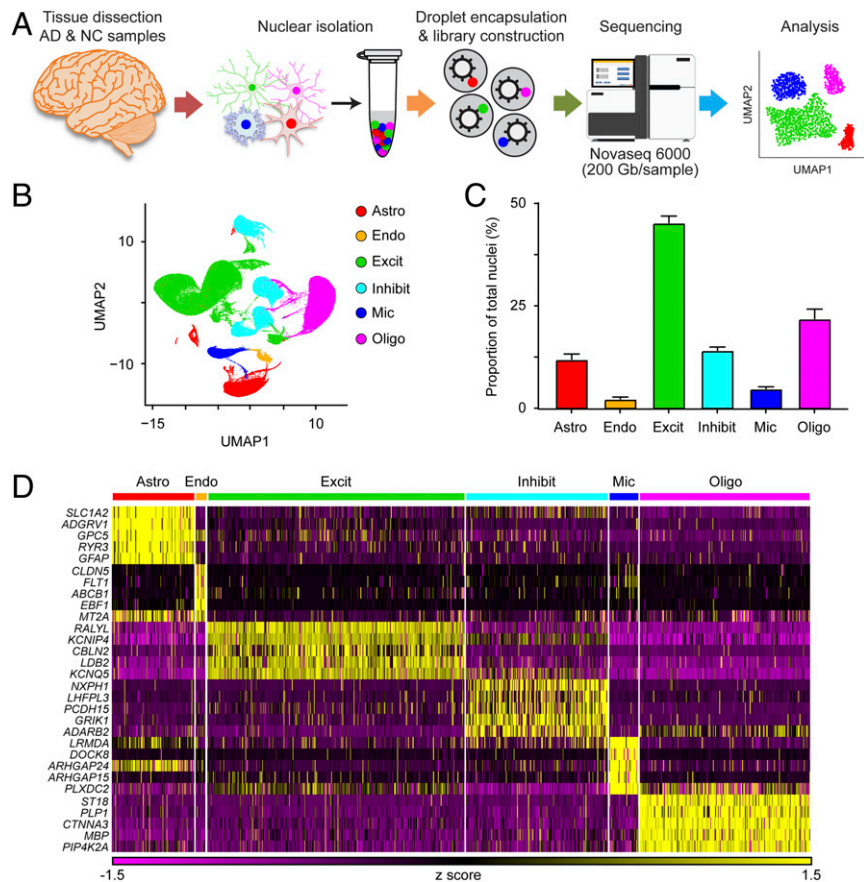 A
Tissue dissection
AD & NC samples
Nuclear isolation
Droplet encapsulation
& library construction
Sequencing
Analysis
Novaseq 6000
(200 Gb/sample)
UMAP2
UMAP1
B
10
−10
−15
10
UMAP2
UMAP1
Astro
Endo
Excit
Inhibit
Mic
Oligo
C
Proportion of total nuclei (%)
50
25
0
Astro Endo Excit Inhibit Mic Oligo
D
Astro Endo Excit Inhibit Mic Oligo
SLC1A2
ADGRV1
GPC5
RYR3
GFAP
CLDN5
FLT1
ABCB1
EBF1
MT2A
RALYL
KCNIP4
CBLN2
LDB2
KCNQ5
NXPH1
LHFPL3
PCDH15
GRIK1
ADARB2
LRMDA
DOCK8
ARHGAP24
ARHGAP15
PLXDC2
ST18
PLP1
CTNNA3
MBP
PIP4K2A
-1.5 z score 1.5